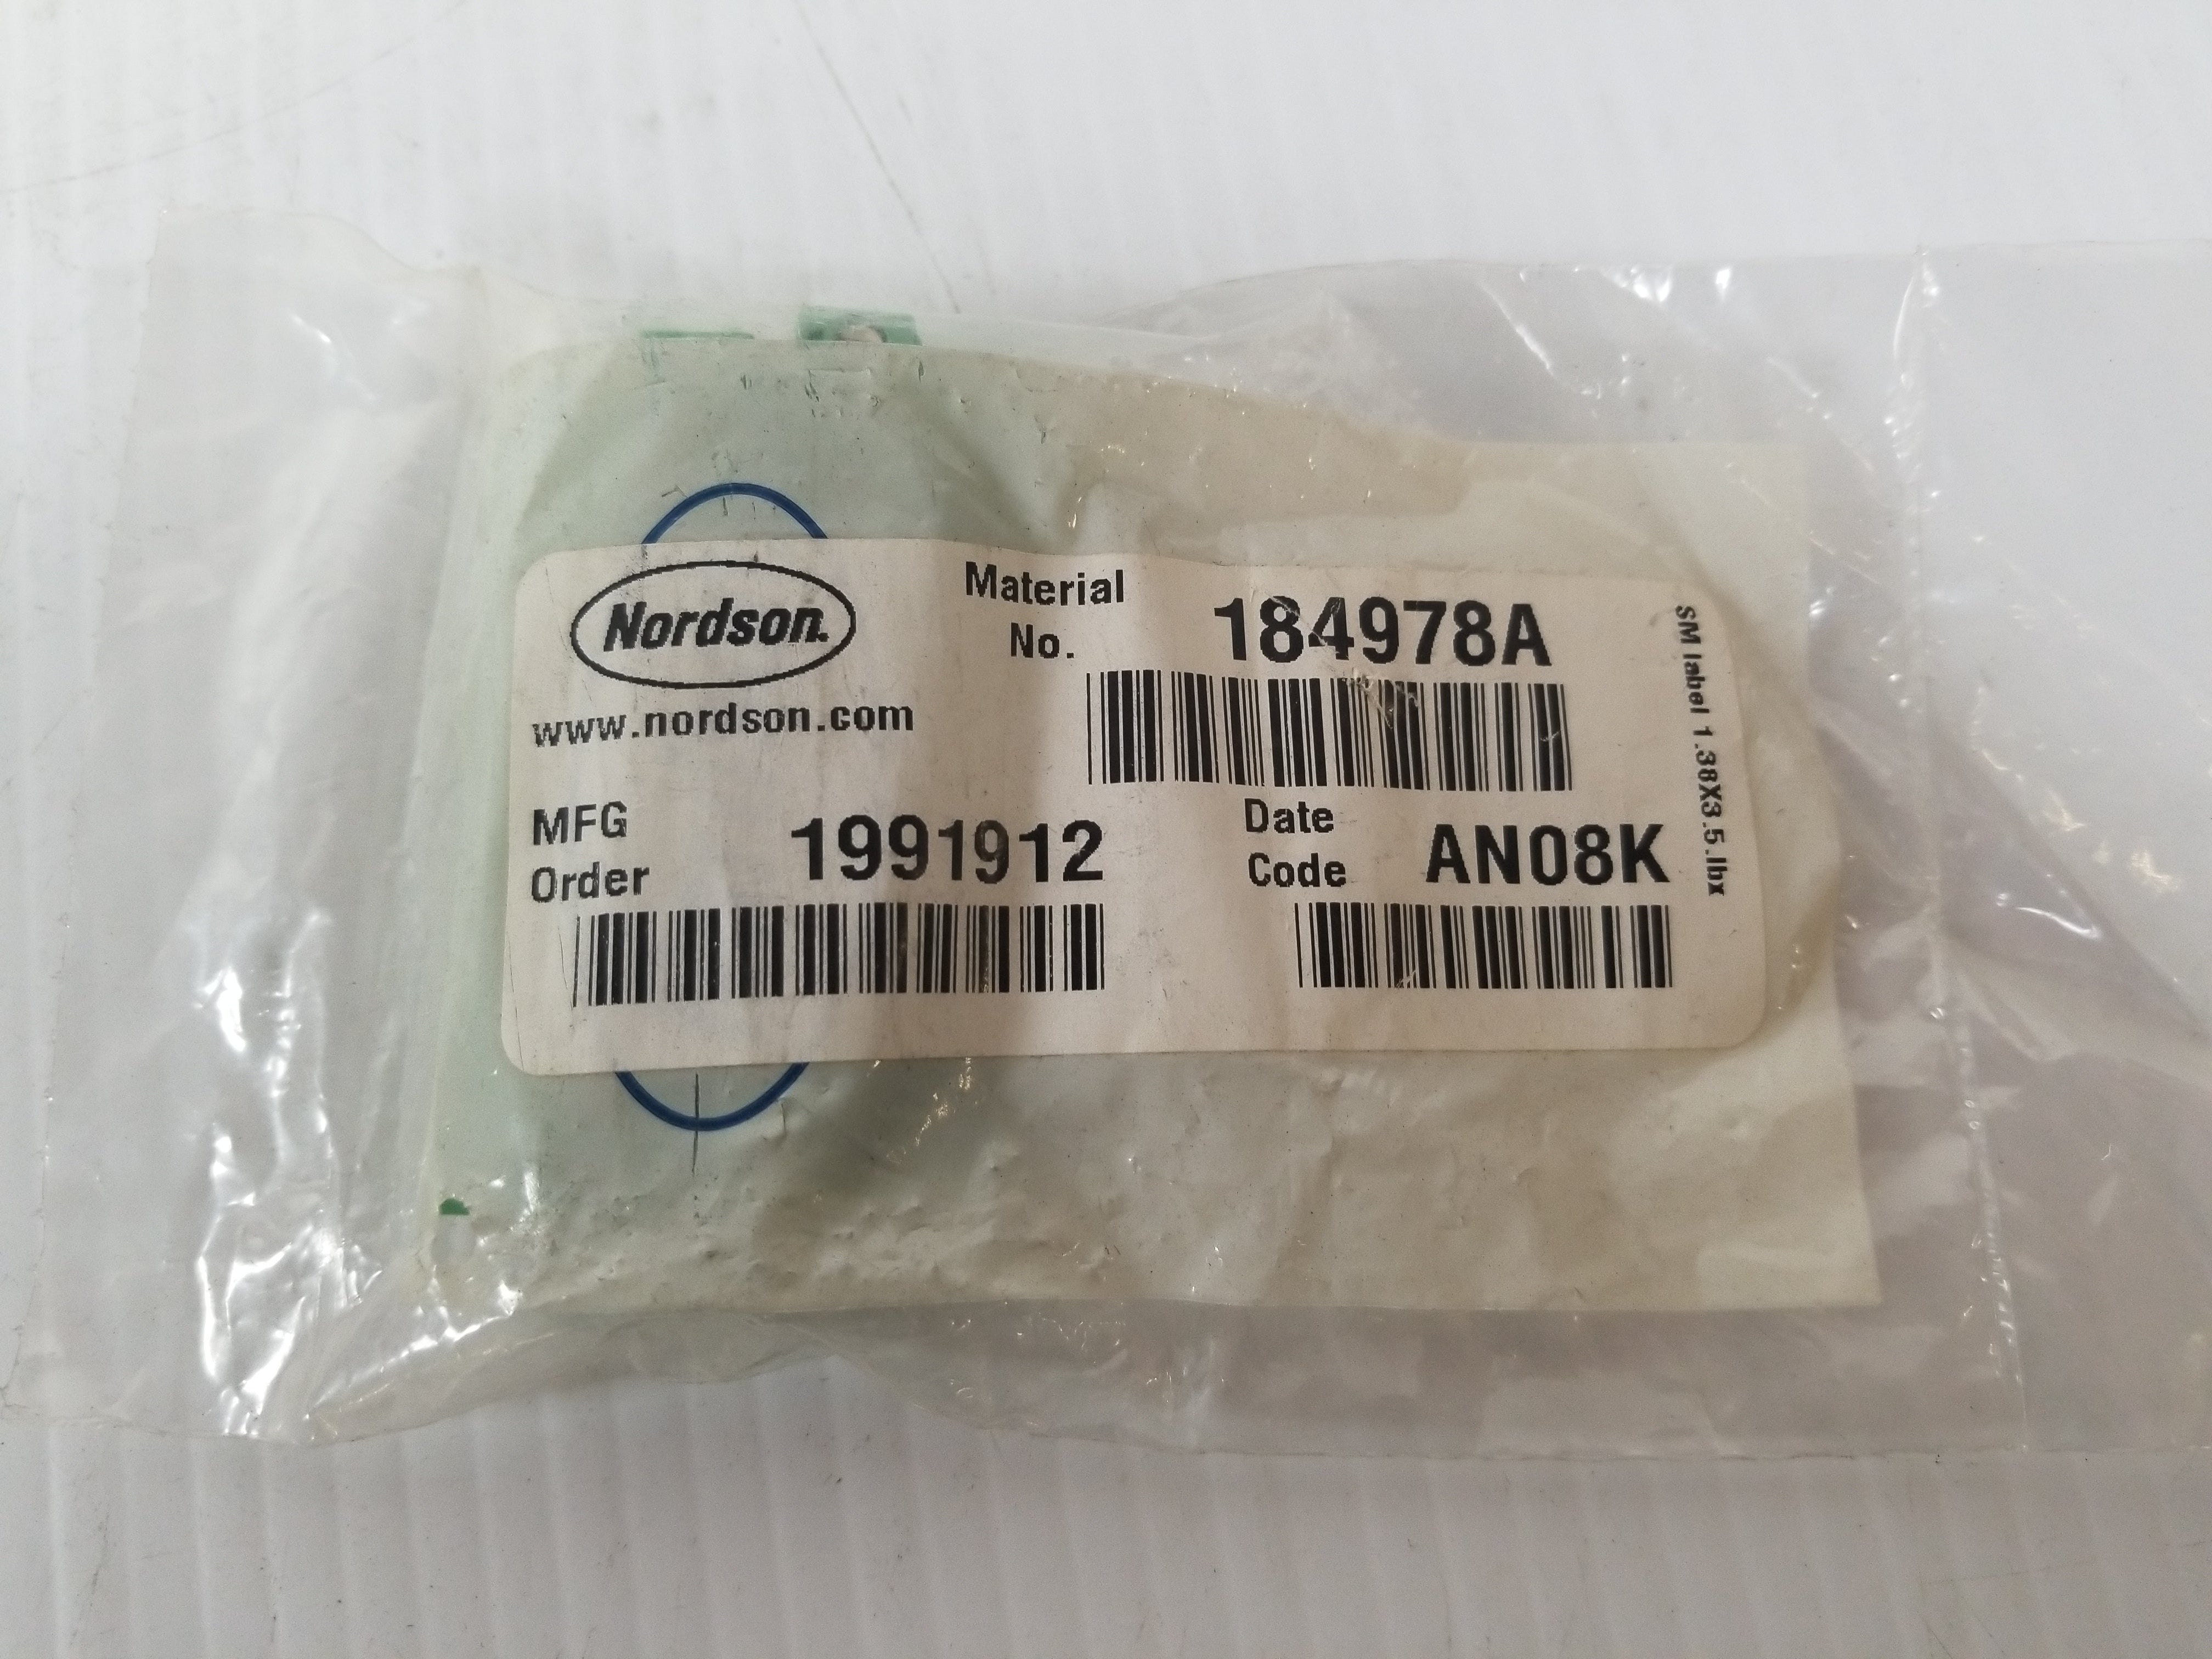 Nordson.
www.nordson.com
Material
No.
184978A
MFG
Order
1991912
Date
Code
AN08K
SM label 1.38X3.5.lbx